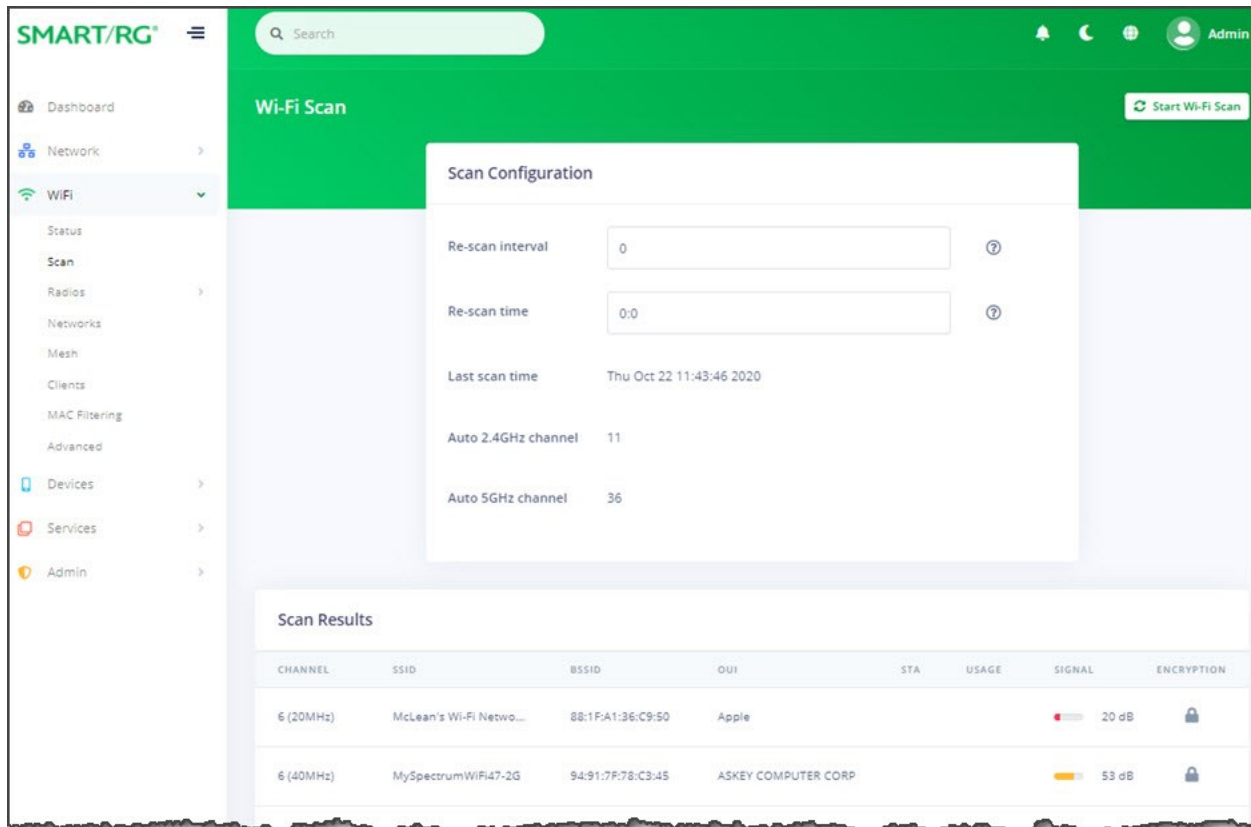 SMART/RG®
Search
Admin
Dashboard
Network
WiFi
Status
Scan
Radios
Networks
Mesh
Clients
MAC Filtering
Advanced
Devices
Services
Admin
Wi-Fi Scan
Start Wi-Fi Scan
Scan Configuration
Re-scan interval 0
Re-scan time 0:0
Last scan time Thu Oct 22 11:43:46 2020
Auto 2.4GHz channel 11
Auto 5GHz channel 36
Scan Results
CHANNEL SSID BSSID OUI STA USAGE SIGNAL ENCRYPTION
6 (20MHz) McLean's Wi-Fi Netwo... 88:1F:A1:36:C9:50 Apple 20 dB
6 (40MHz) MySpectrumWiFi47-2G 94:91:7F:78:C3:45 ASKEY COMPUTER CORP 53 dB